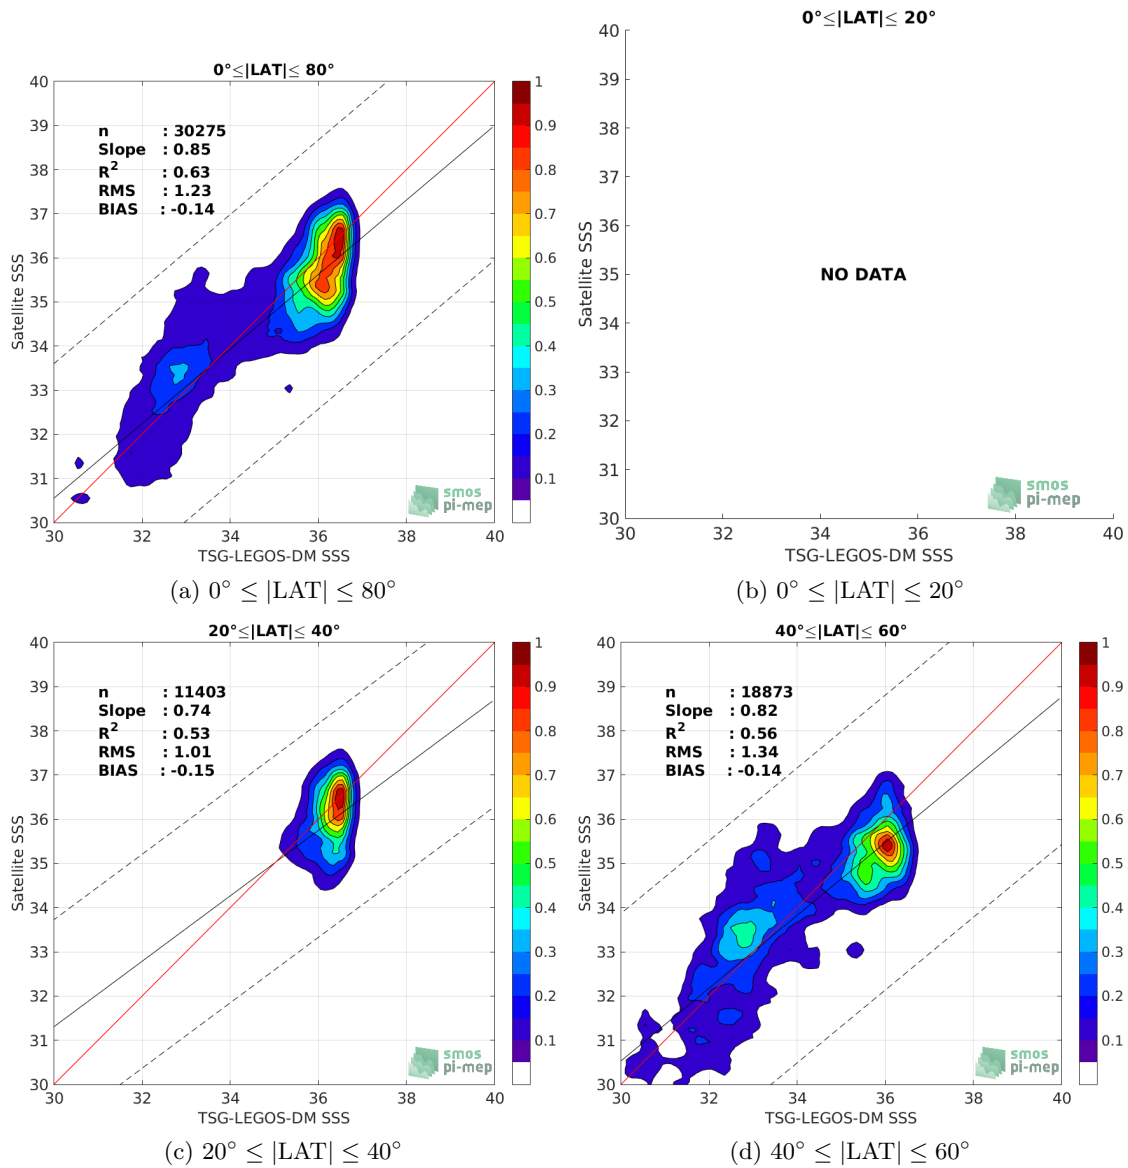 0°≤|LAT|≤ 80°
n : 30275
Slope : 0.85
R2 : 0.63
RMS : 1.23
BIAS : -0.14
40
39
38
37
36
35
34
33
32
31
30
Satellite SSS
30 32 34 36 38 40
TSG-LEGOS-DM SSS
1
0.9
0.8
0.7
0.6
0.5
0.4
0.3
0.2
0.1
smos
pi-mep
(a) 0° ≤ |LAT| ≤ 80°
0°≤|LAT|≤ 20°
40
39
38
37
36
35
34
33
32
31
30
Satellite SSS
NO DATA
30 32 34 36 38 40
TSG-LEGOS-DM SSS
smos
pi-mep
(b) 0° ≤ |LAT| ≤ 20°
20°≤|LAT|≤ 40°
n : 11403
Slope : 0.74
R2 : 0.53
RMS : 1.01
BIAS : -0.15
40
39
38
37
36
35
34
33
32
31
30
Satellite SSS
30 32 34 36 38 40
TSG-LEGOS-DM SSS
1
0.9
0.8
0.7
0.6
0.5
0.4
0.3
0.2
0.1
smos
pi-mep
(c) 20° ≤ |LAT| ≤ 40°
40°≤|LAT|≤ 60°
n : 18873
Slope : 0.82
R2 : 0.56
RMS : 1.34
BIAS : -0.14
40
39
38
37
36
35
34
33
32
31
30
Satellite SSS
30 32 34 36 38 40
TSG-LEGOS-DM SSS
1
0.9
0.8
0.7
0.6
0.5
0.4
0.3
0.2
0.1
smos
pi-mep
(d) 40° ≤ |LAT| ≤ 60°